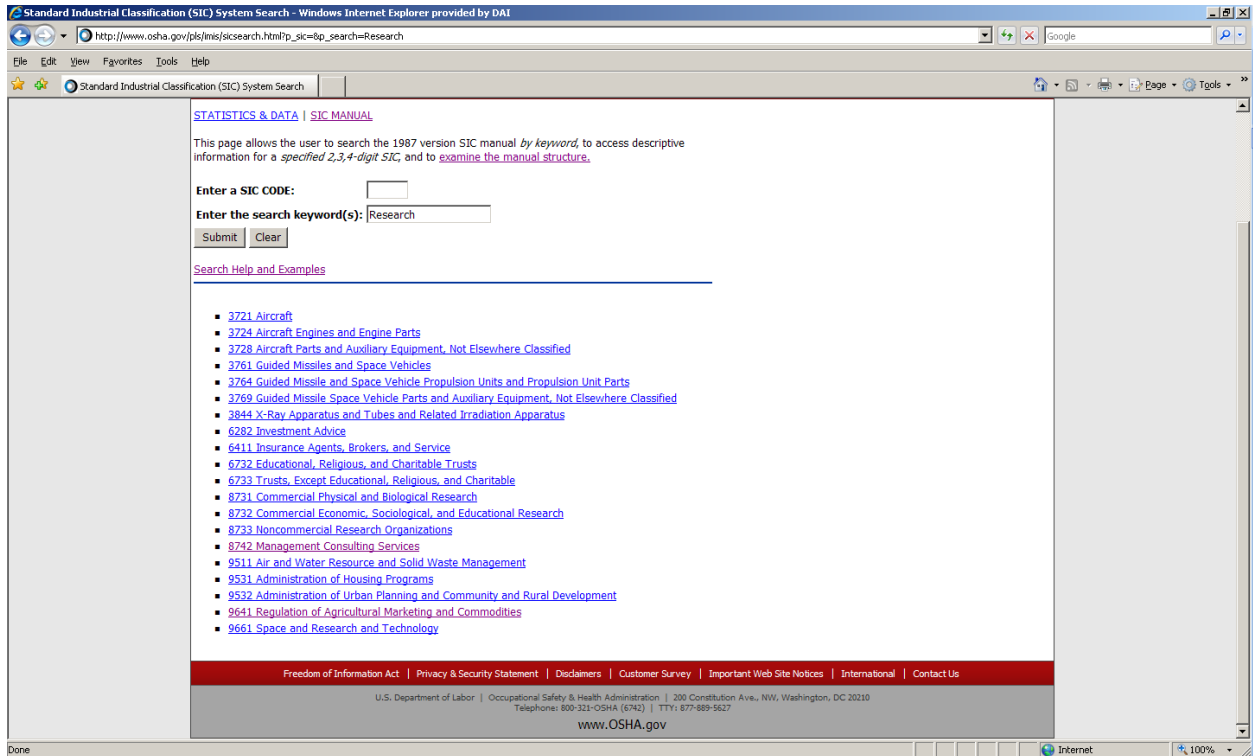 Standard Industrial Classification (SIC) System Search - Windows Internet Explorer provided by DAI
http://www.osha.gov/pls/imis/sicsearch.html?p_sic=&p_search=Research
Google
File Edit View Favorites Tools Help
Standard Industrial Classification (SIC) System Search
Page Tools »
STATISTICS & DATA | SIC MANUAL
This page allows the user to search the 1987 version SIC manual by keyword, to access descriptive
information for a specified 2,3,4-digit SIC, and to examine the manual structure.
Enter a SIC CODE:
Enter the search keyword(s): Research
Submit Clear
Search Help and Examples
3721 Aircraft
3724 Aircraft Engines and Engine Parts
3728 Aircraft Parts and Auxiliary Equipment, Not Elsewhere Classified
3761 Guided Missiles and Space Vehicles
3764 Guided Missile and Space Vehicle Propulsion Units and Propulsion Unit Parts
3769 Guided Missile Space Vehicle Parts and Auxiliary Equipment, Not Elsewhere Classified
3844 X-Ray Apparatus and Tubes and Related Irradiation Apparatus
6282 Investment Advice
6411 Insurance Agents, Brokers, and Service
6732 Educational, Religious, and Charitable Trusts
6733 Trusts, Except Educational, Religious, and Charitable
8731 Commercial Physical and Biological Research
8732 Commercial Economic, Sociological, and Educational Research
8733 Noncommercial Research Organizations
8742 Management Consulting Services
9511 Air and Water Resource and Solid Waste Management
9531 Administration of Housing Programs
9532 Administration of Urban Planning and Community and Rural Development
9641 Regulation of Agricultural Marketing and Commodities
9661 Space and Research and Technology
Freedom of Information Act | Privacy & Security Statement | Disclaimers | Customer Survey | Important Web Site Notices | International | Contact Us
U.S. Department of Labor | Occupational Safety & Health Administration | 200 Constitution Ave., NW, Washington, DC 20210
Telephone: 800-321-OSHA (6742) | TTY: 877-889-5627
www.OSHA.gov
Done Internet 100%